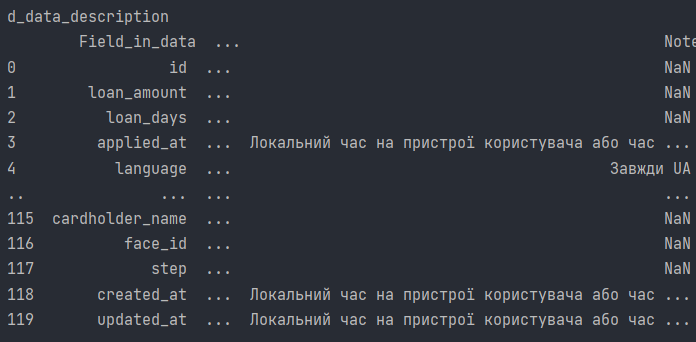 d_data_description
Field_in_data ... Note
0 id ... NaN
1 loan_amount ... NaN
2 loan_days ... NaN
3 applied_at ... Локальний час на пристрої користувача або час ...
4 language ... Завжди UA
.. ... ... ...
115 cardholder_name ... NaN
116 face_id ... NaN
117 step ... NaN
118 created_at ... Локальний час на пристрої користувача або час ...
119 updated_at ... Локальний час на пристрої користувача або час ...